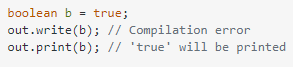 boolean b = true;
out.write(b); // Compilation error
out.print(b); // 'true' will be printed